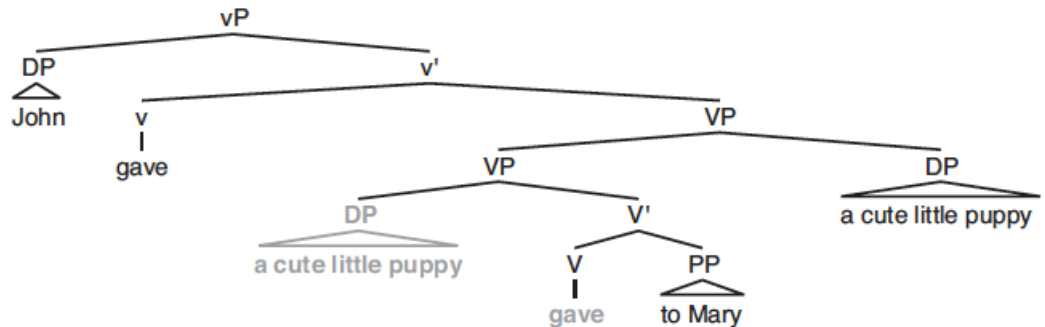 vP
DP v'
John v VP
gave VP DP
DP V' a cute little puppy
a cute little puppy V PP
gave to Mary